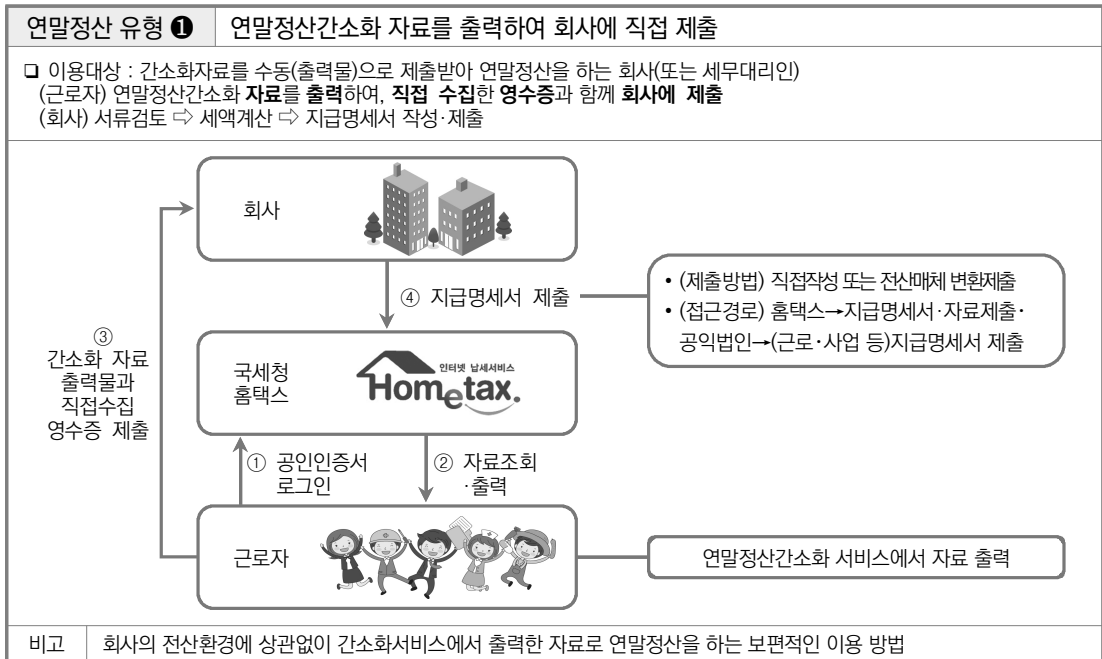 연말정산 유형 ❶
연말정산간소화 자료를 출력하여 회사에 직접 제출
❑ 이용대상 : 간소화자료를 수동(출력물)으로 제출받아 연말정산을 하는 회사(또는 세무대리인)
(근로자) 연말정산간소화 자료를 출력하여, 직접 수집한 영수증과 함께 회사에 제출
(회사) 서류검토 ⇨ 세액계산 ⇨ 지급명세서 작성·제출
회사
④ 지급명세서 제출
• (제출방법) 직접작성 또는 전산매체 변환제출
• (접근경로) 홈택스→지급명세서·자료제출·
공익법인→(근로·사업 등)지급명세서 제출
③
간소화 자료
출력물과
직접수집
영수증 제출
국세청
홈택스
인터넷 납세서비스
Hometax.
① 공인인증서
로그인
② 자료조회
·출력
근로자
연말정산간소화 서비스에서 자료 출력
비고
회사의 전산환경에 상관없이 간소화서비스에서 출력한 자료로 연말정산을 하는 보편적인 이용 방법